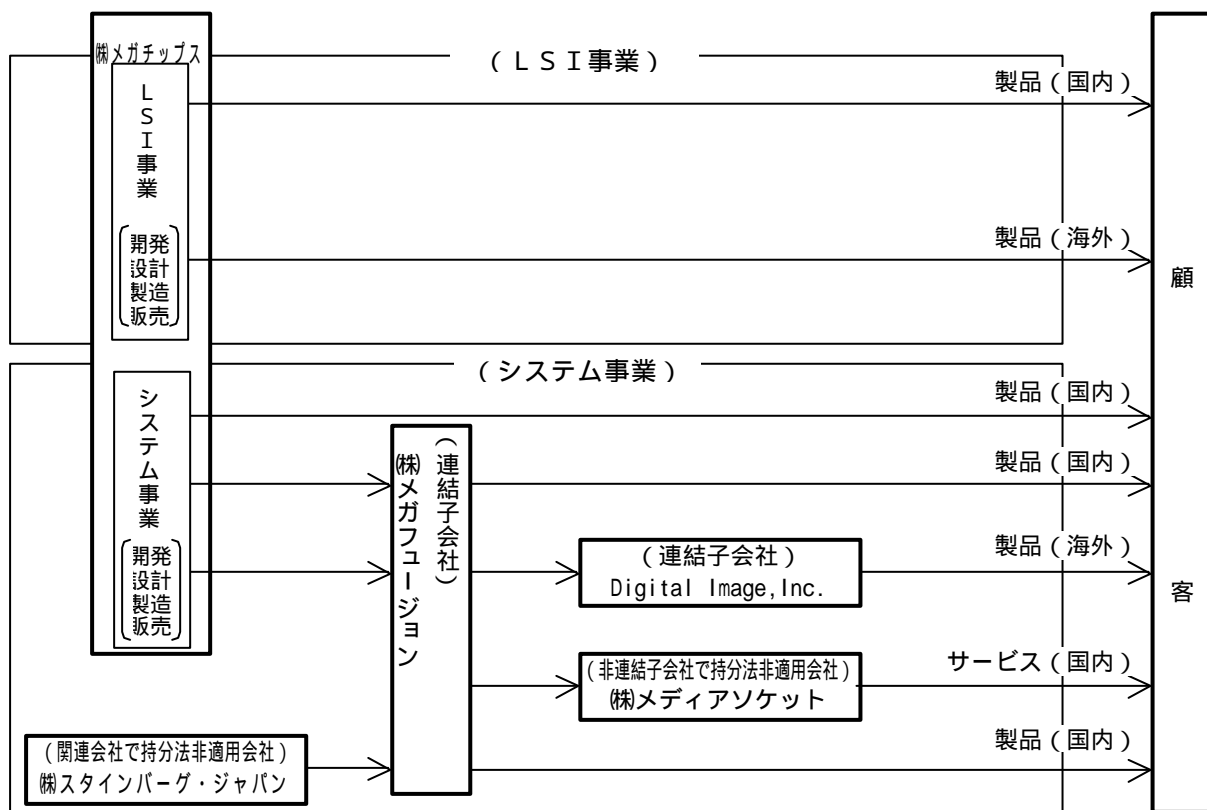 ㈱メガチップス
(LSI事業)
LSI事業
開発
設計
製造
販売
製品(国内)
製品(海外)
顧客
(システム事業)
システム事業
開発
設計
製造
販売
製品(国内)
(連結子会社)
㈱メガフュージョン
製品(国内)
(連結子会社)
Digital Image,Inc.
製品(海外)
(非連結子会社で持分法非適用会社)
㈱メディアソケット
サービス(国内)
(関連会社で持分法非適用会社)
㈱スタインバーグ・ジャパン
製品(国内)